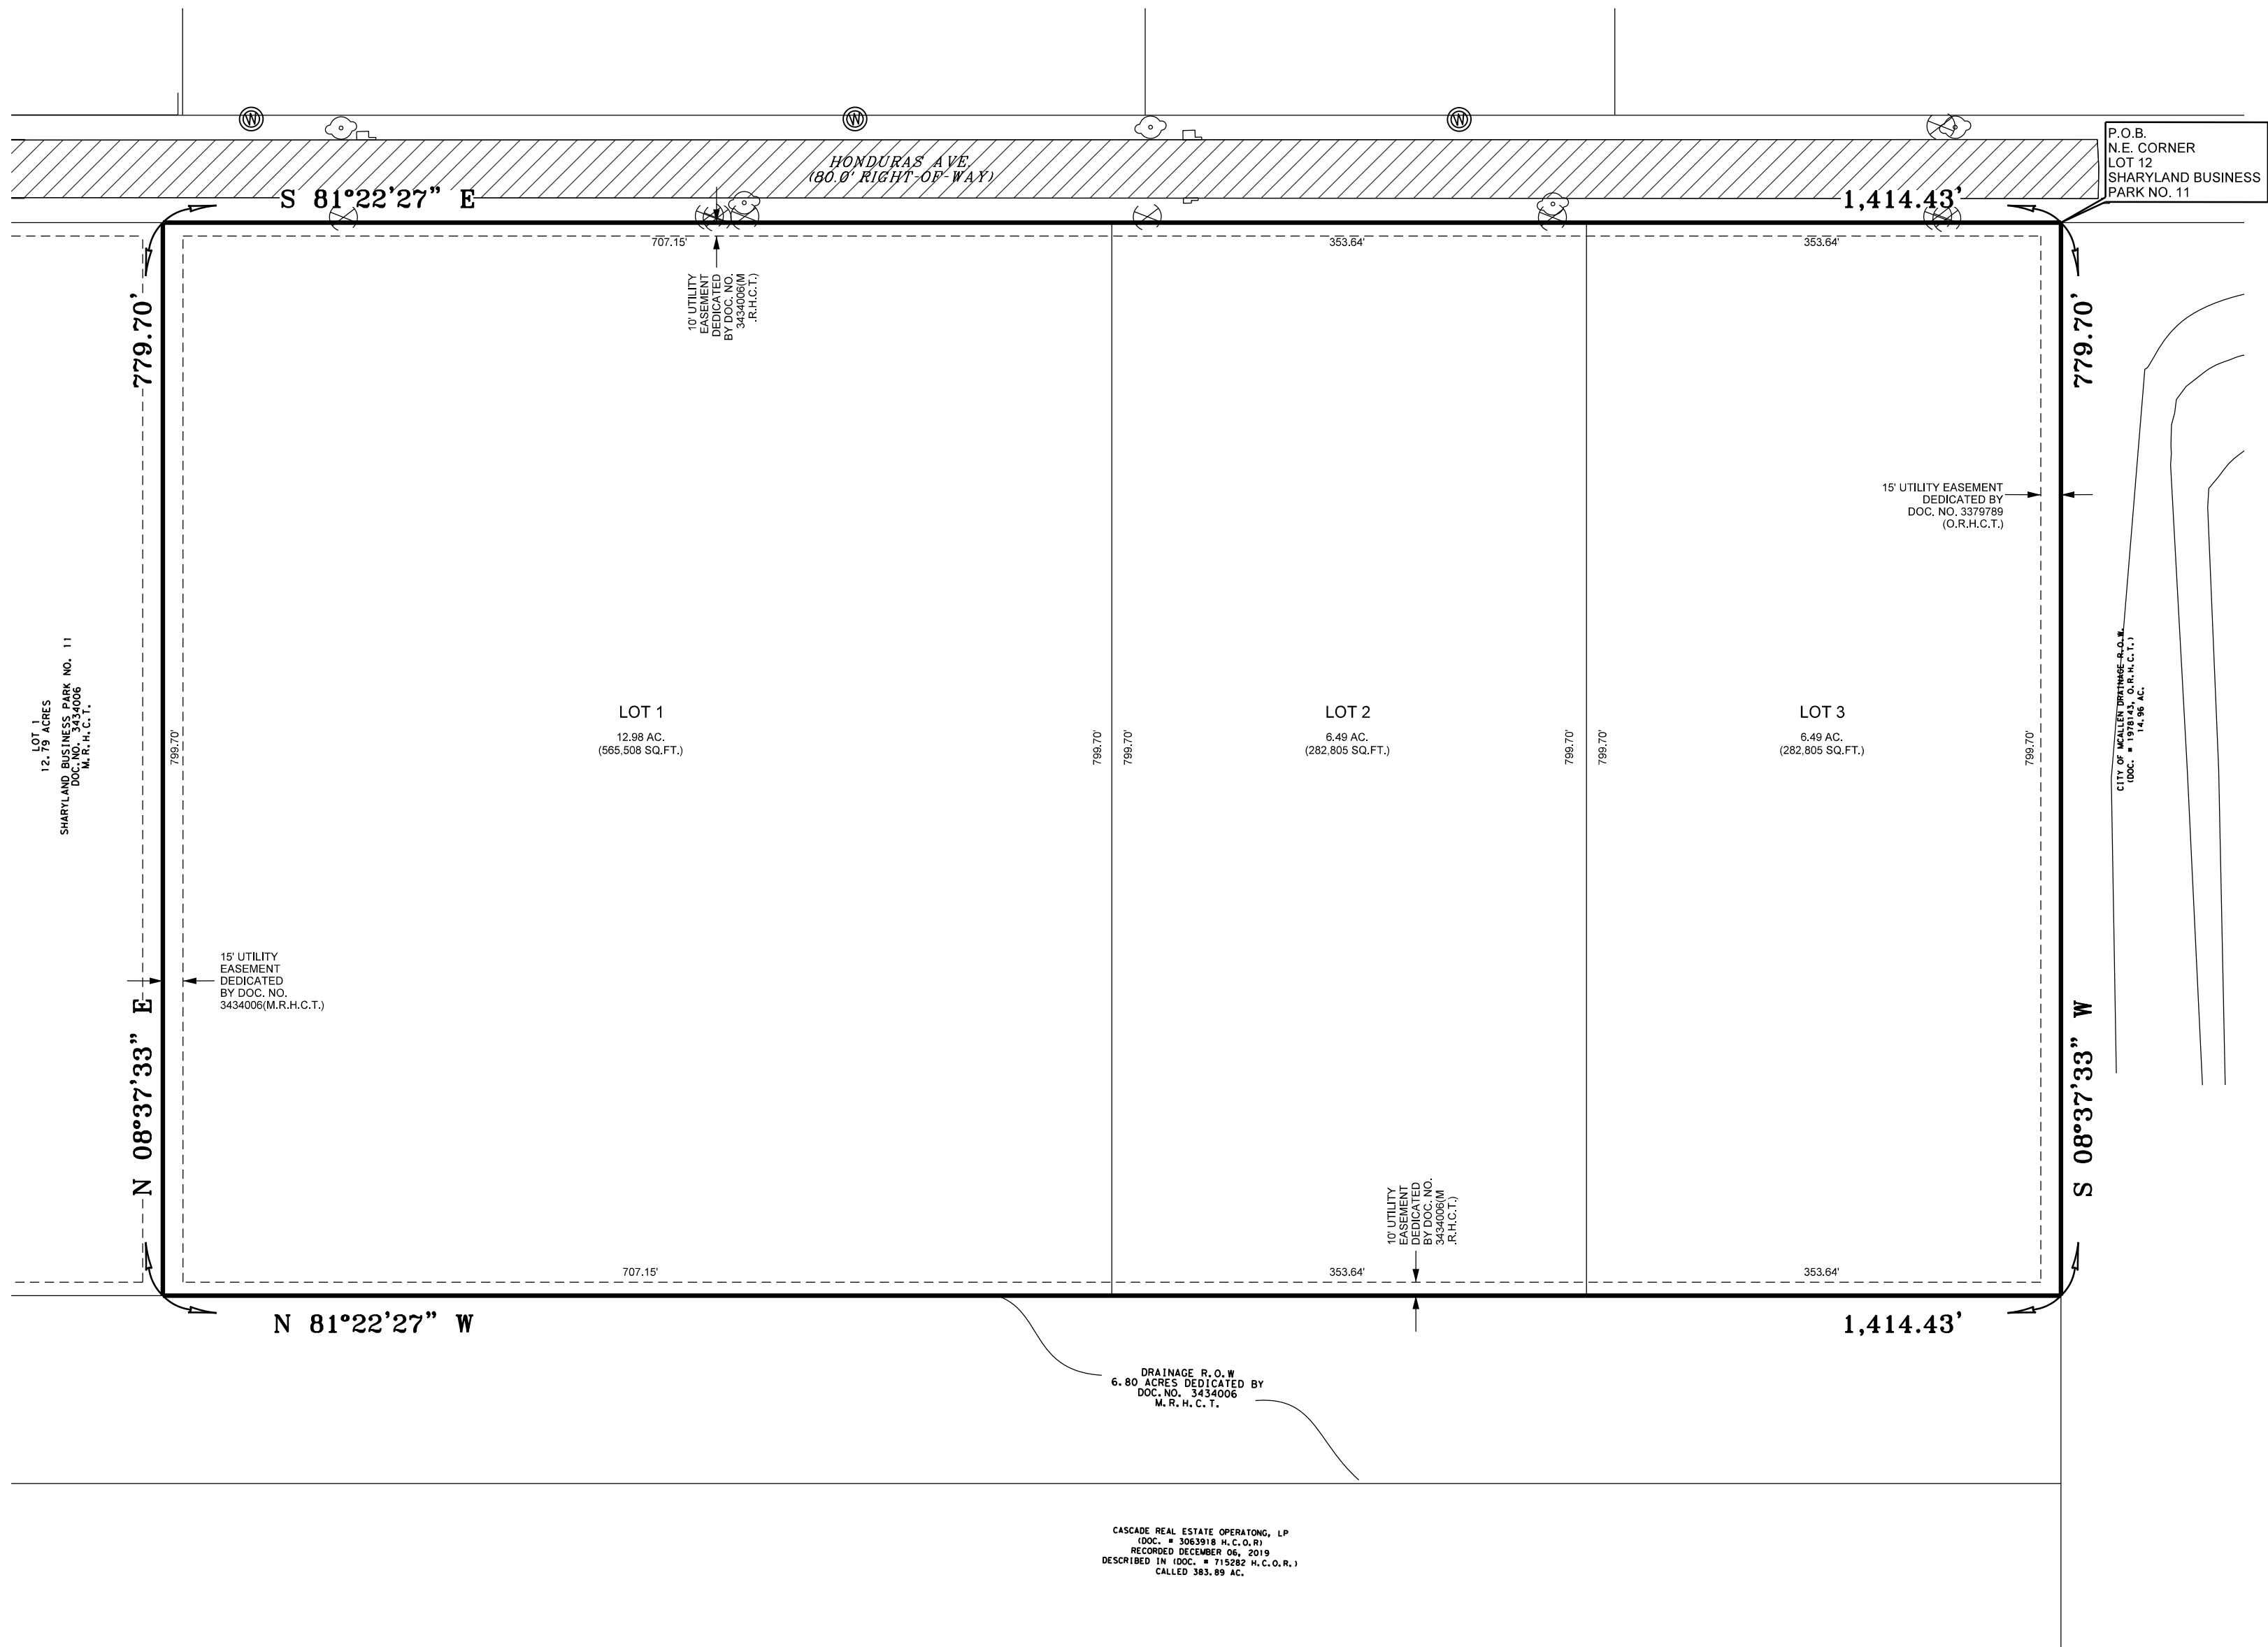 W
W
W
HONDURAS AVE.
(80.0' RIGHT-OF-WAY)
P.O.B.
N.E. CORNER
LOT 12
SHARYLAND BUSINESS
PARK NO. 11
S 81°22'27" E
1,414.43'
707.15'
353.64'
353.64'
10' UTILITY
EASEMENT
DEDICATED
BY DOC. NO.
3434006(M
.R.H.C.T.)
779.70'
779.70'
15' UTILITY EASEMENT
DEDICATED BY
DOC. NO. 3379789
(O.R.H.C.T.)
LOT 1
12.79 ACRES
SHARYLAND BUSINESS PARK NO. 11
DOC.NO. 3434006
M.R.H.C.T.
799.70'
LOT 1
12.98 AC.
(565,508 SQ.FT.)
799.70'
799.70'
LOT 2
6.49 AC.
(282,805 SQ.FT.)
799.70'
799.70'
LOT 3
6.49 AC.
(282,805 SQ.FT.)
799.70'
CITY OF MCALLEN DRAINAGE R.O.W.
(DOC. # 1978143, O.R.H.C.T.)
14.96 AC.
15' UTILITY
EASEMENT
DEDICATED
BY DOC. NO.
3434006(M.R.H.C.T.)
N 08°37'33" E
S 08°37'33" W
10' UTILITY
EASEMENT
DEDICATED
BY DOC. NO.
3434006(M
.R.H.C.T.)
707.15'
353.64'
353.64'
N 81°22'27" W
1,414.43'
DRAINAGE R.O.W
6.80 ACRES DEDICATED BY
DOC.NO. 3434006
M.R.H.C.T.
CASCADE REAL ESTATE OPERATONG, LP
(DOC. # 3063918 H.C.O.R)
RECORDED DECEMBER 06, 2019
DESCRIBED IN (DOC. # 715282 H.C.O.R.)
CALLED 383.89 AC.